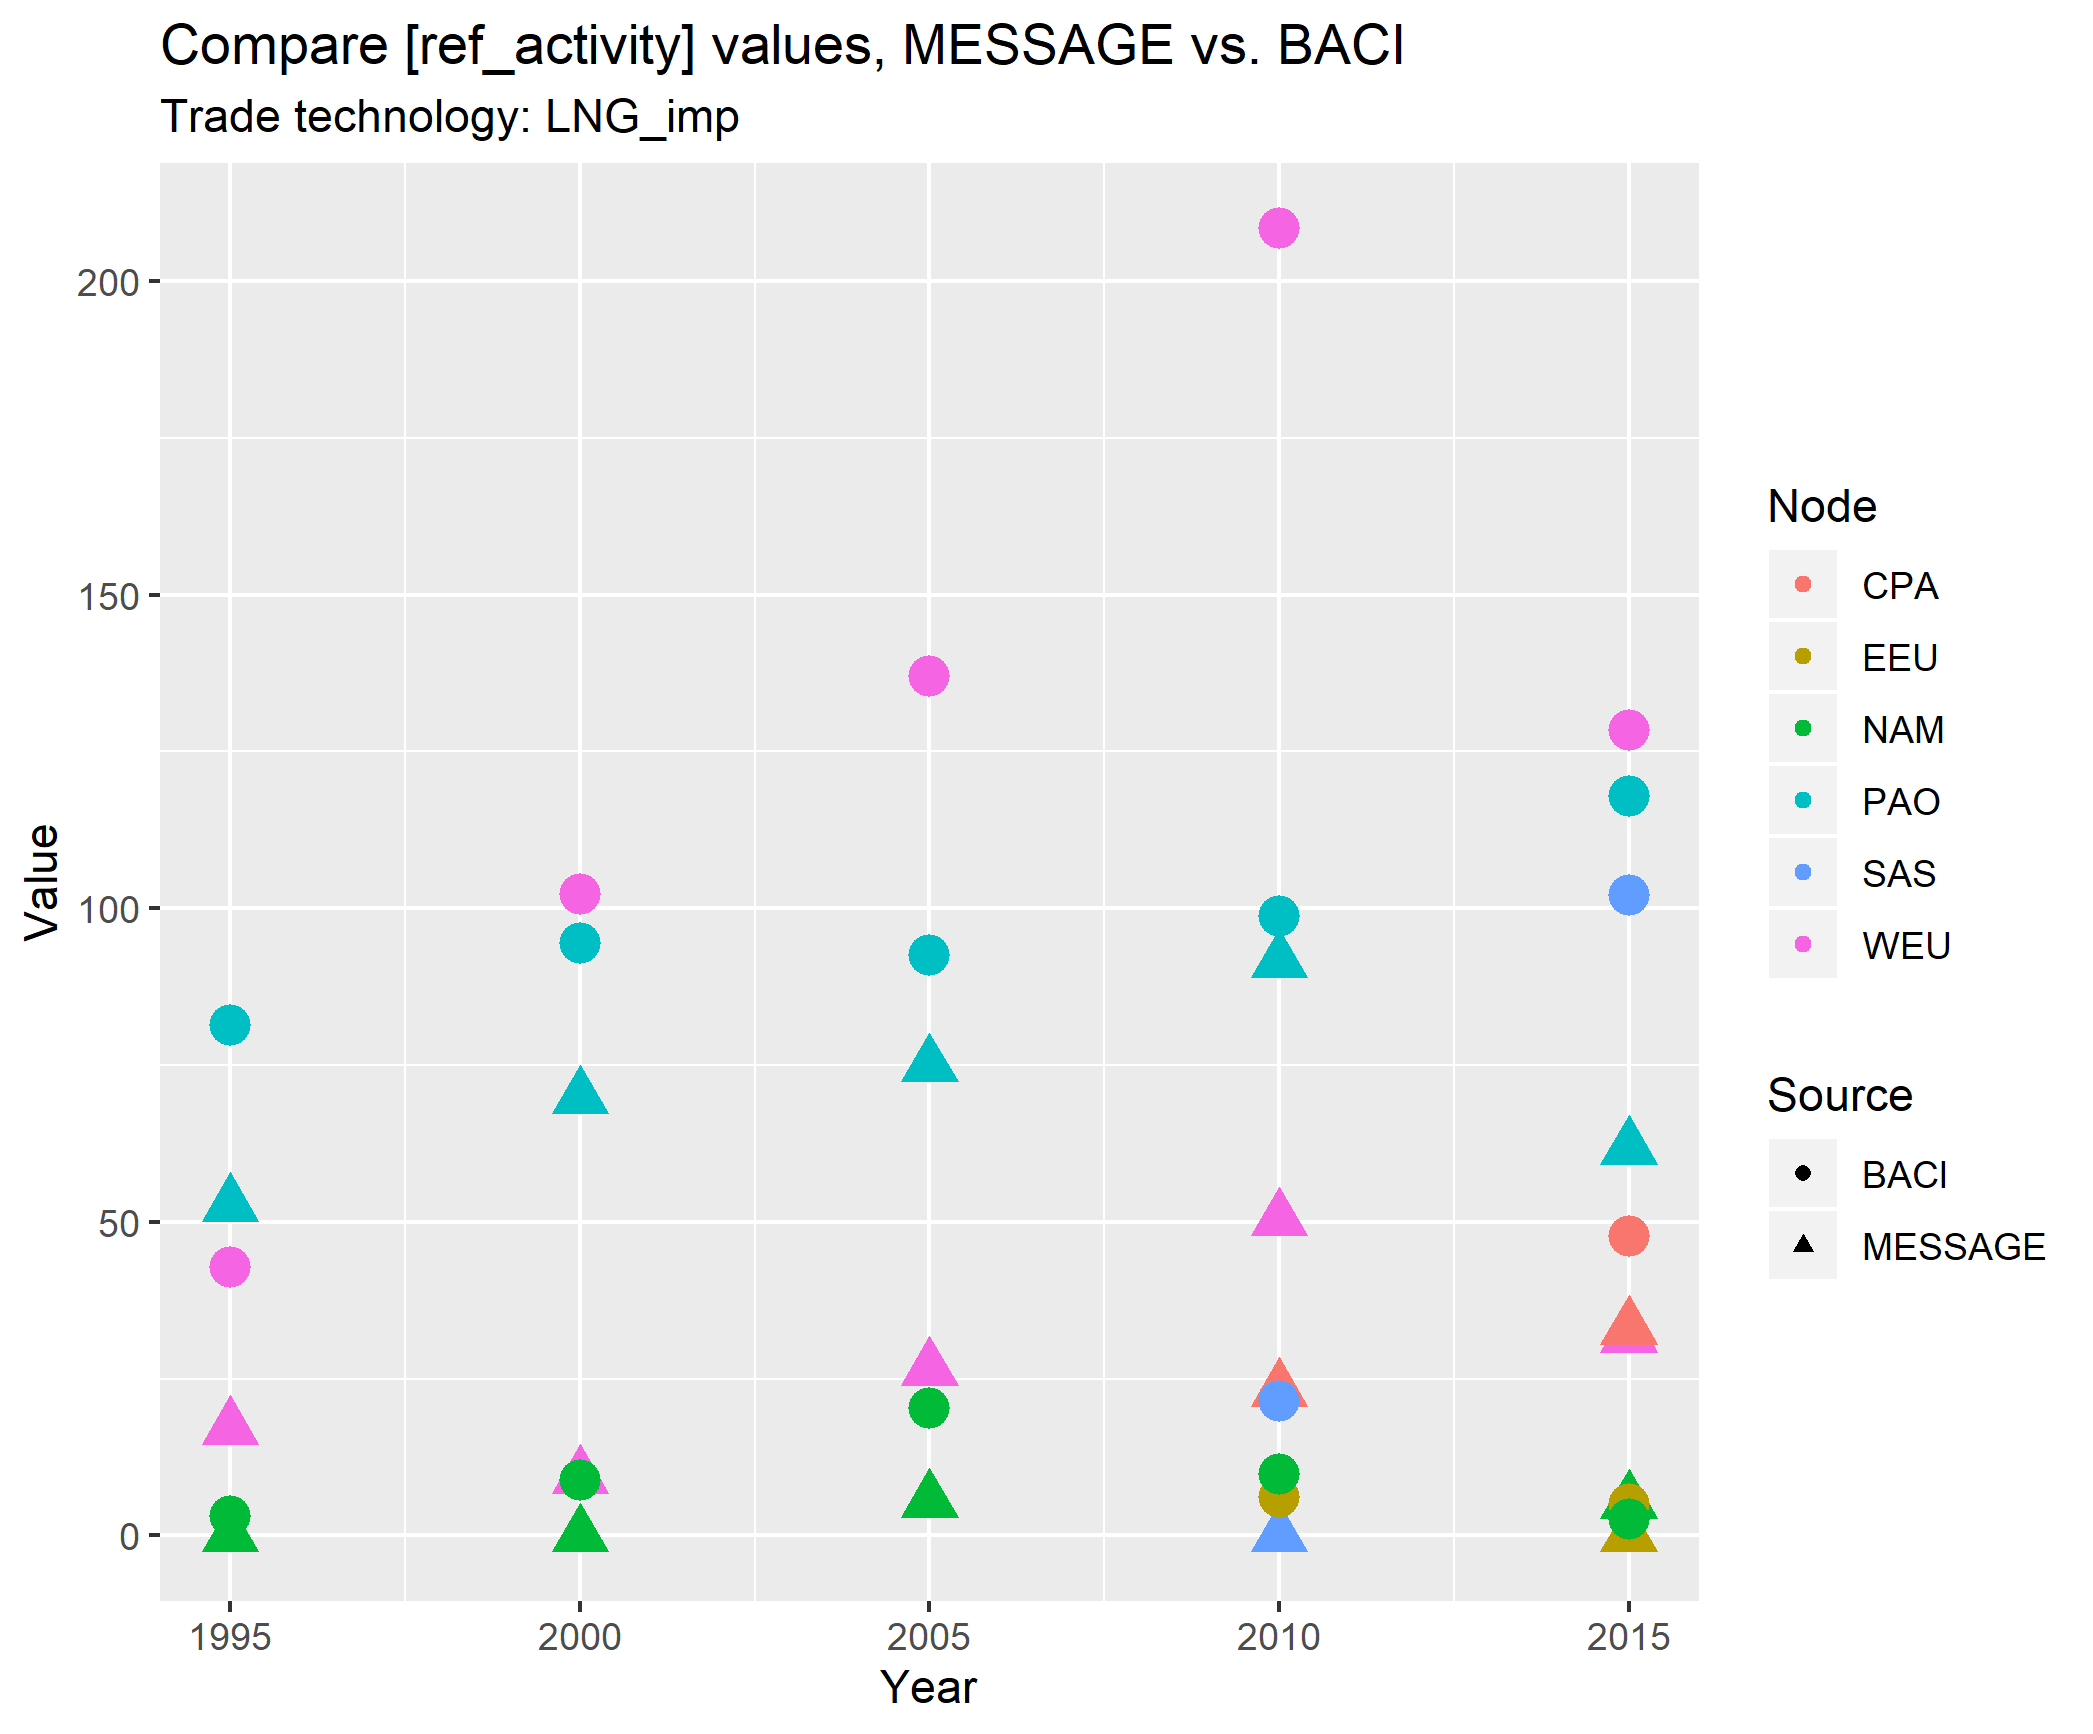 Compare [ref_activity] values, MESSAGE vs. BACI
Trade technology: LNG_imp
Value
200
150
100
50
0
1995 2000 2005 2010 2015
Year
Node
CPA
EEU
NAM
PAO
SAS
WEU
Source
BACI
MESSAGE